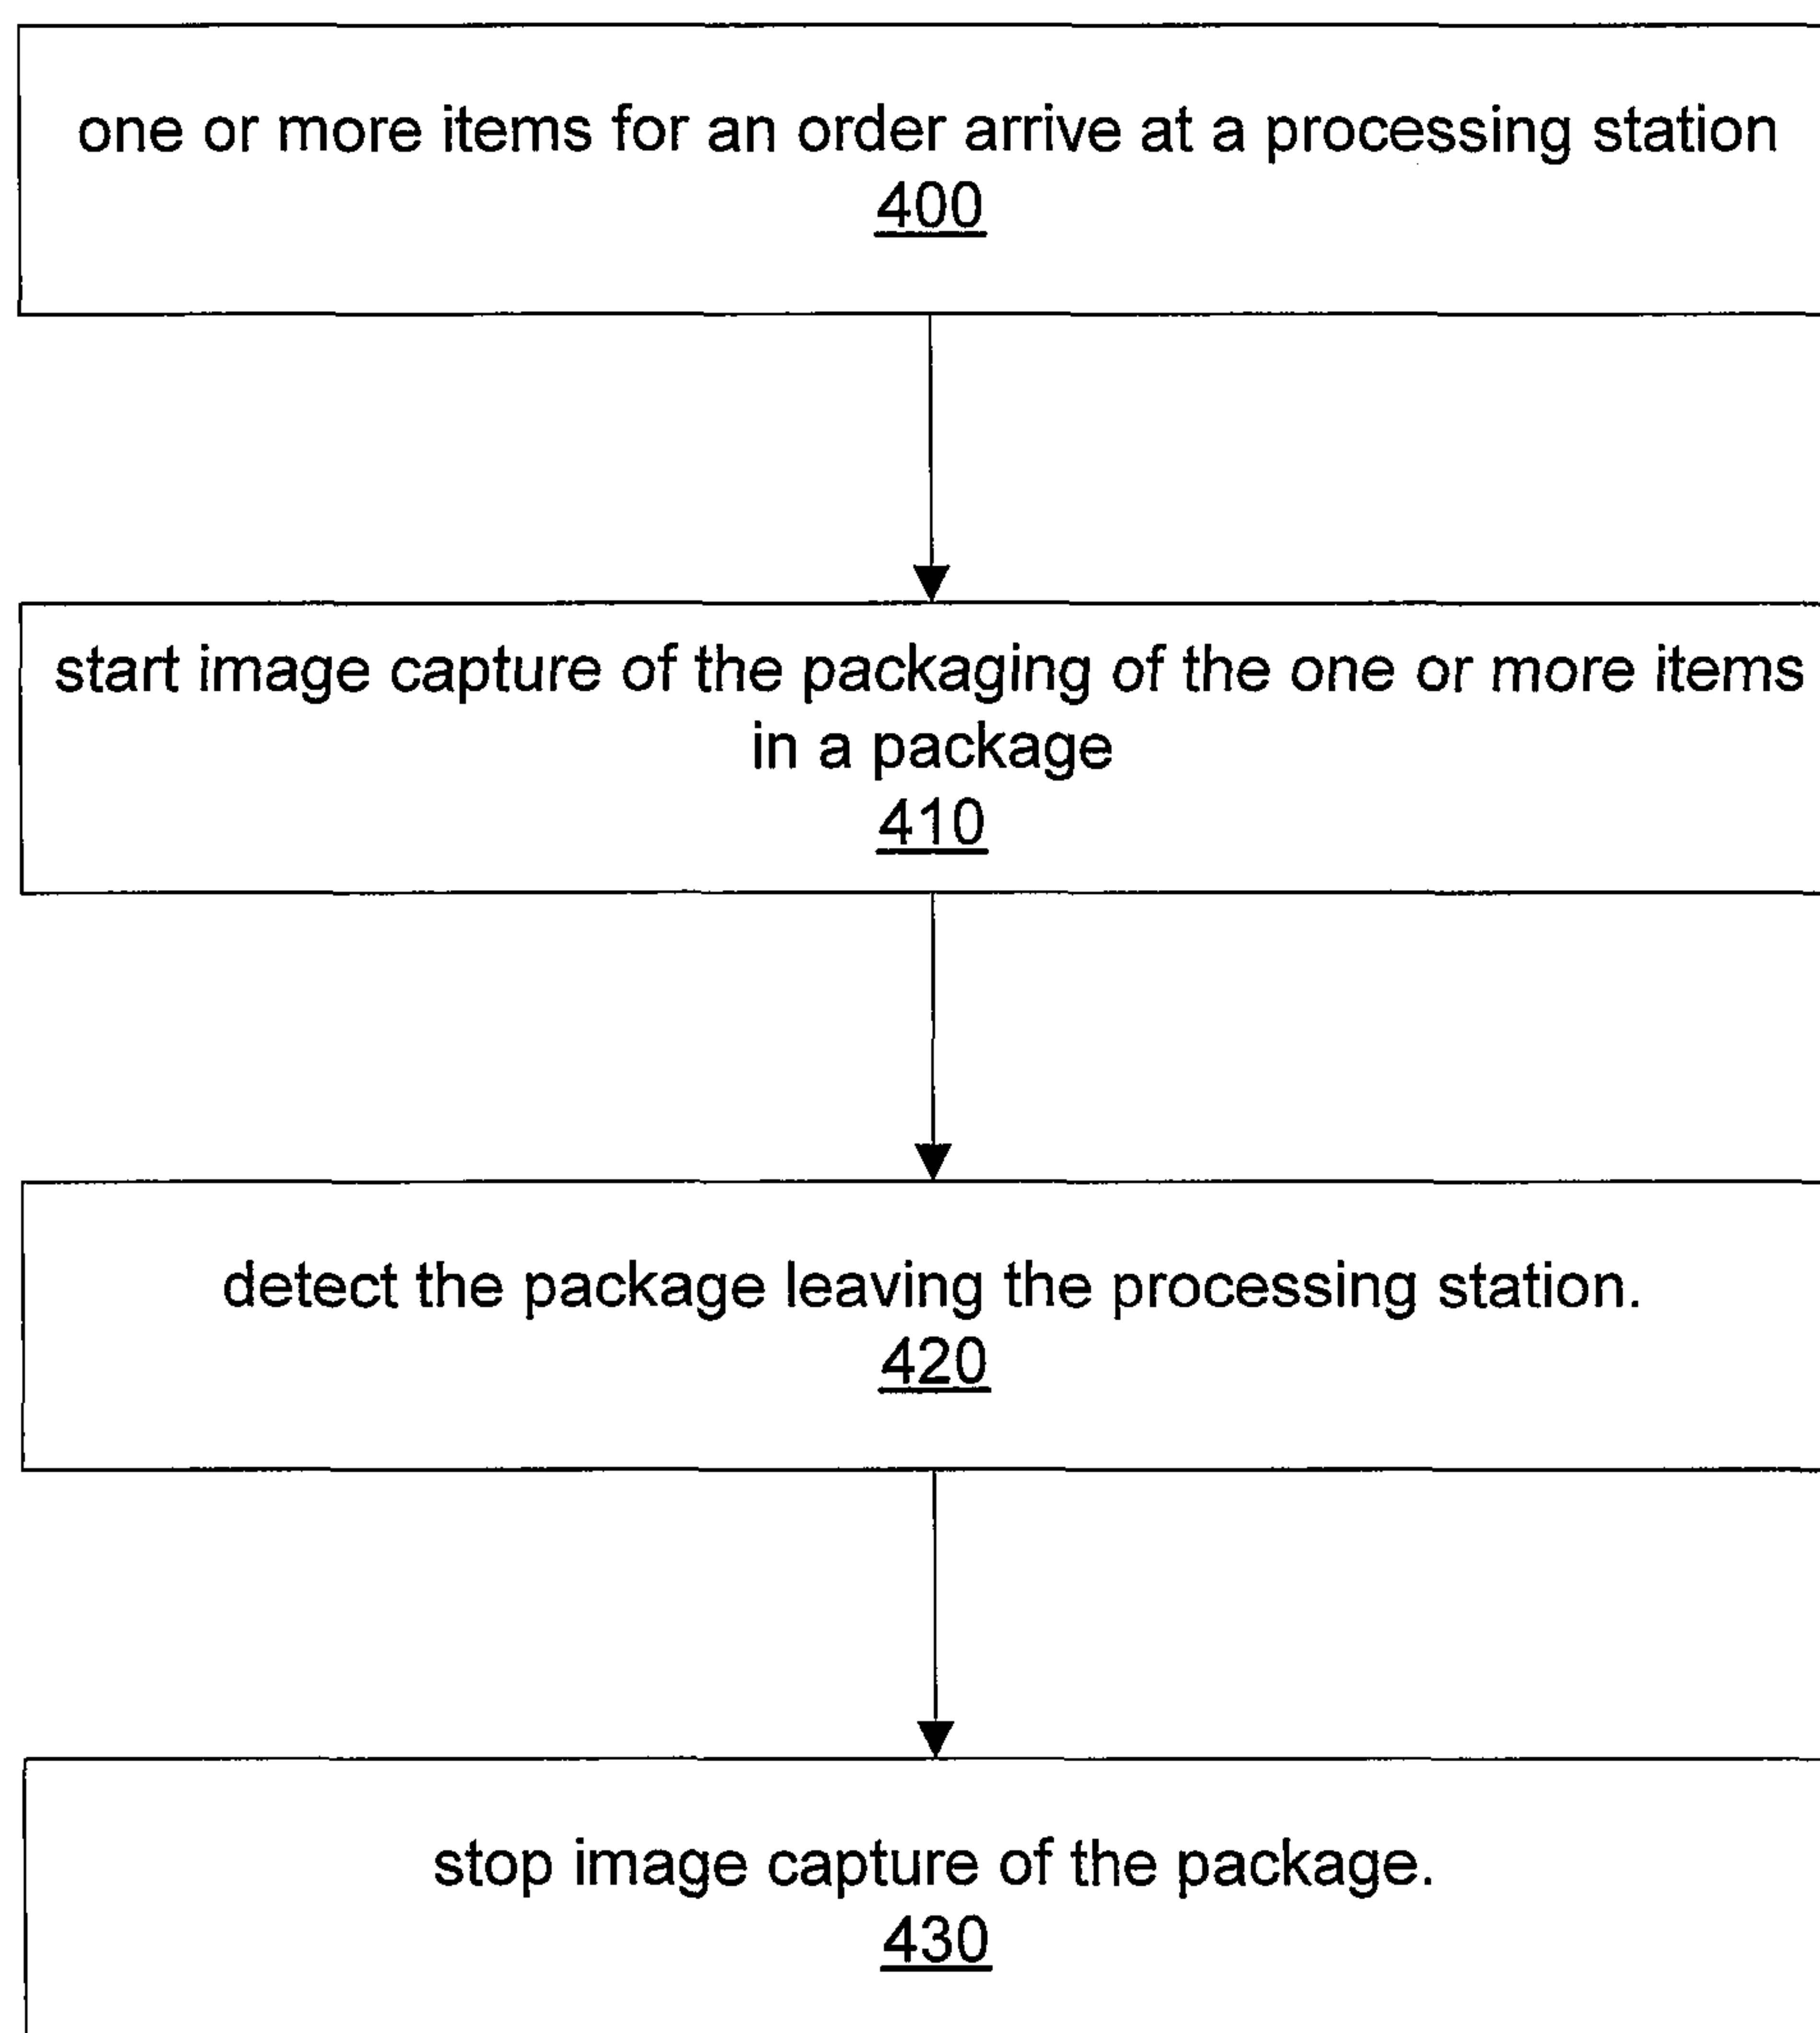 one or more items for an order arrive at a processing station
400
start image capture of the packaging of the one or more items
in a package
410
detect the package leaving the processing station.
420
stop image capture of the package.
430